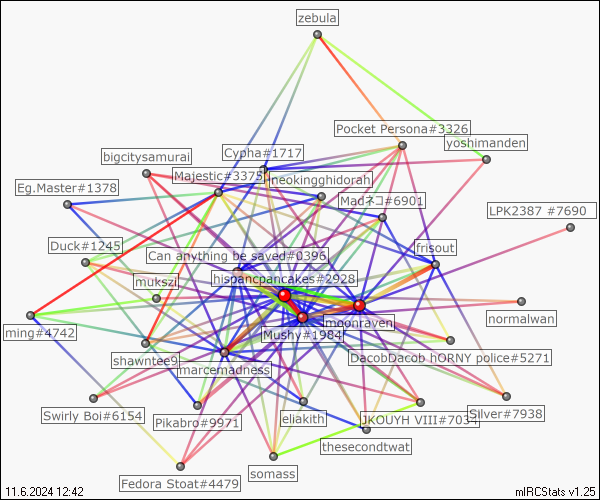 zebula
Pocket Persona#3326
yoshimanden
Cypha#1717
bigcitysamurai
Majestic#3375
neokingghidorah
Eg.Master#1378
Madネコ#6901
LPK2387 #7690
Duck#1245
frisout
Can anything be saved#0396
hispancpancakes#2928
mukszi
moonraven
normalwan
ming#4742
Mushy#1984
shawntee9
DacobDacob hORNY police#5271
marcemadness
Swirly Boi#6154
Pikabro#9971
eliakith
JKOUYH VIII#7034
Silver#7938
thesecondtwat
somass
Fedora Stoat#4479
11.6.2024 12:42
mIRCStats v1.25